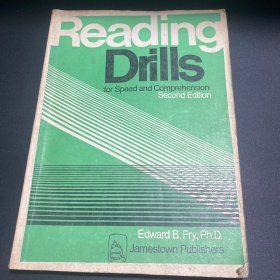 Reading
Drills
for Speed and Comprehension
Second Edition
Edward B. Fry, Ph.D.
Jamestown Publishers